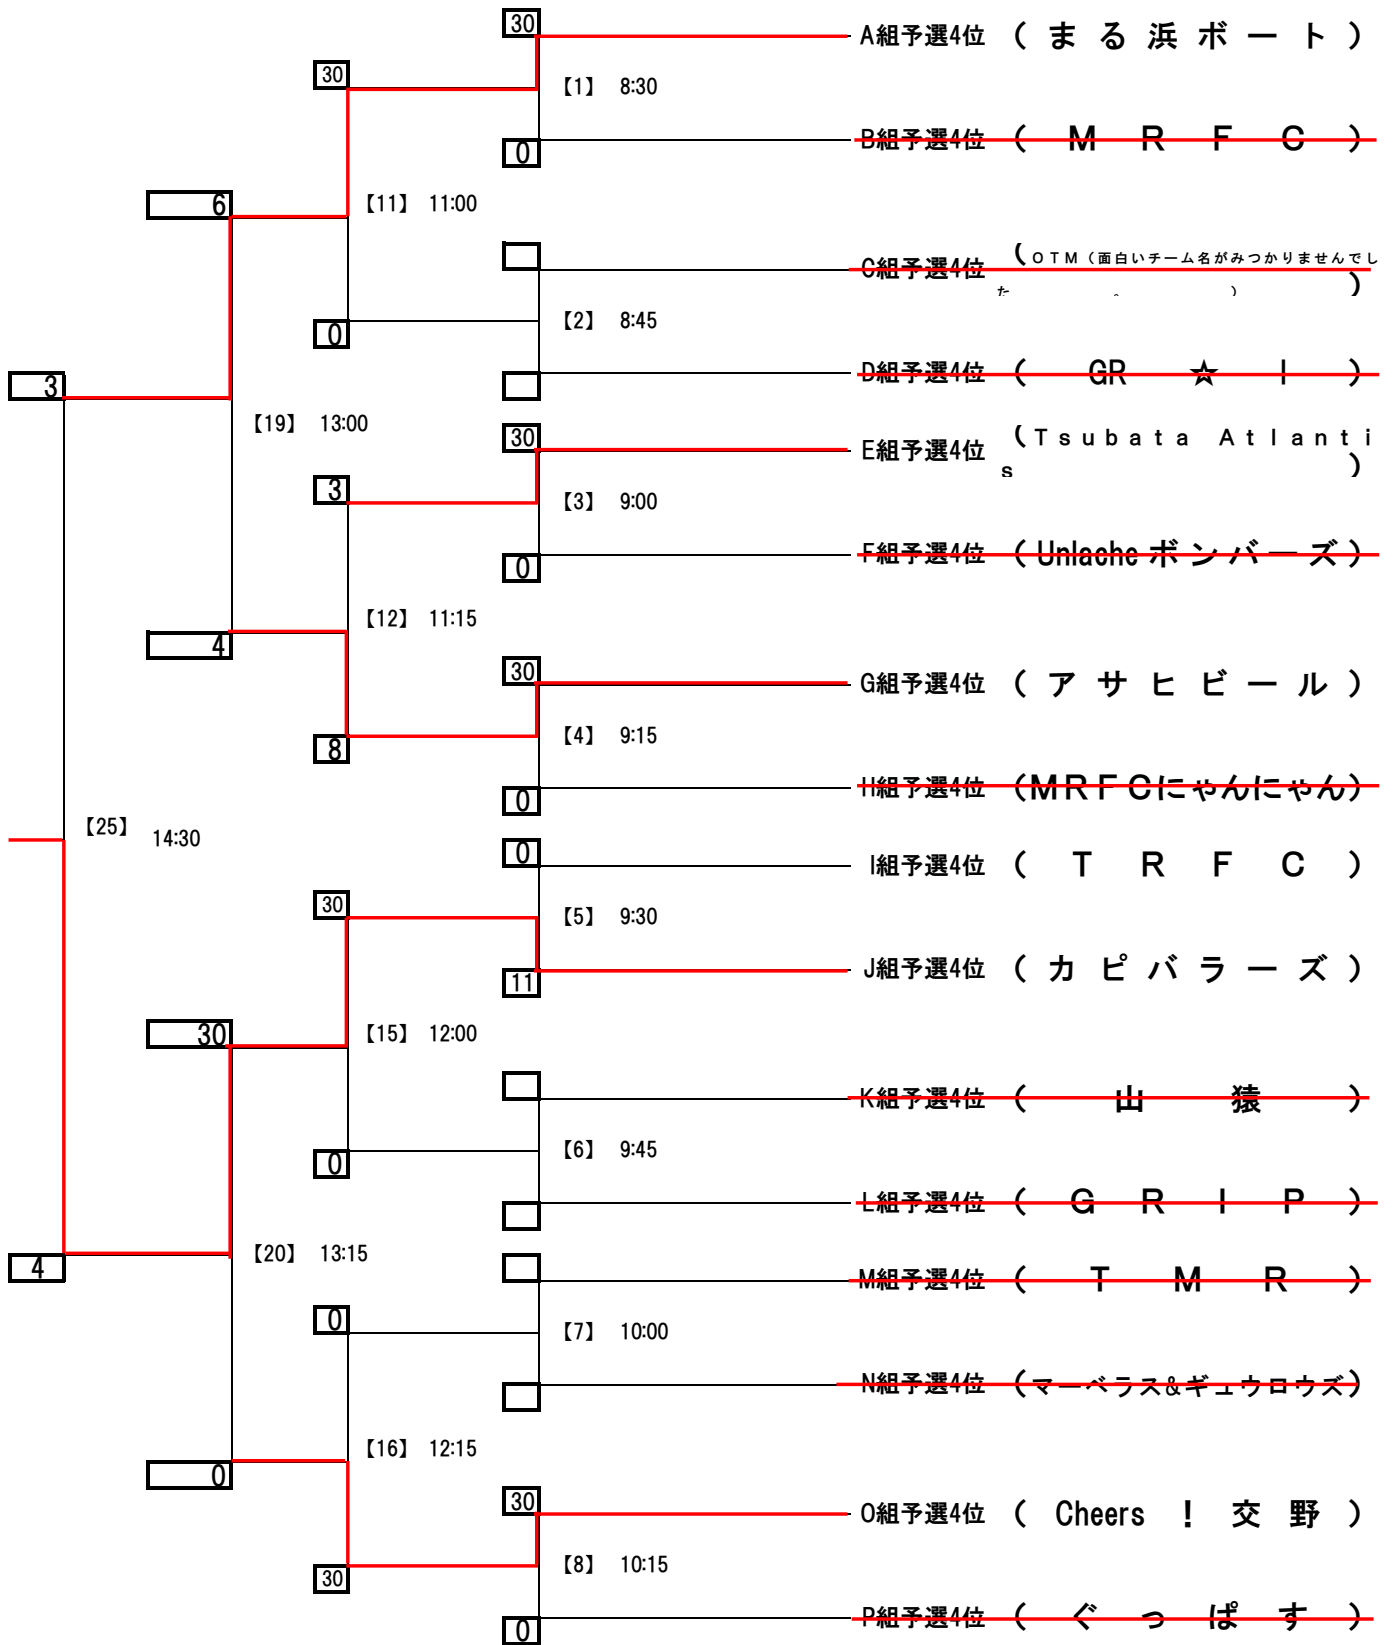 30
A組予選4位 (まる浜ボート)
30
【1】 8:30
B組予選4位 (MRFC)
0
6
【11】 11:00
C組予選4位 (OTM(面白いチーム名がみつかりませんでし
た。))
0
【2】 8:45
3
D組予選4位 (GR☆I)
【19】 13:00
30
E組予選4位 (Tsubata Atlanti
s)
3
【3】 9:00
F組予選4位 (Unlacheボンバーズ)
0
【12】 11:15
4
30
G組予選4位 (アサヒビール)
8
【4】 9:15
H組予選4位 (MRFCにゃんにゃん)
0
【25】 14:30
0
I組予選4位 (TRFC)
30
【5】 9:30
J組予選4位 (カピバラーズ)
11
30
【15】 12:00
K組予選4位 (山猿)
0
【6】 9:45
L組予選4位 (GRIP)
4
【20】 13:15
M組予選4位 (TMR)
0
【7】 10:00
N組予選4位 (マーベラス&ギュウロウズ)
【16】 12:15
0
30
O組予選4位 (Cheers!交野)
30
【8】 10:15
P組予選4位 (ぐっぱす)
0